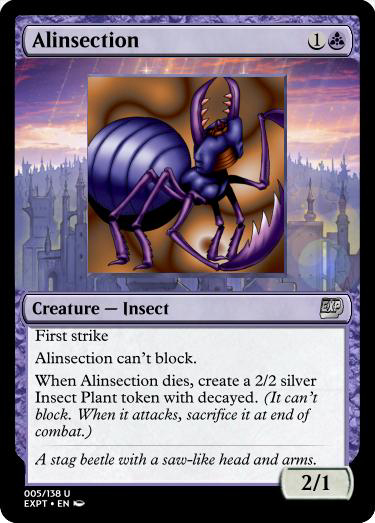 Alinsection
1
Creature — Insect
EXP
First strike
Alinsection can't block.
When Alinsection dies, create a 2/2 silver
Insect Plant token with decayed. (It can't
block. When it attacks, sacrifice it at end of
combat.)
A stag beetle with a saw-like head and arms.
2/1
005/138 U
EXPT • EN